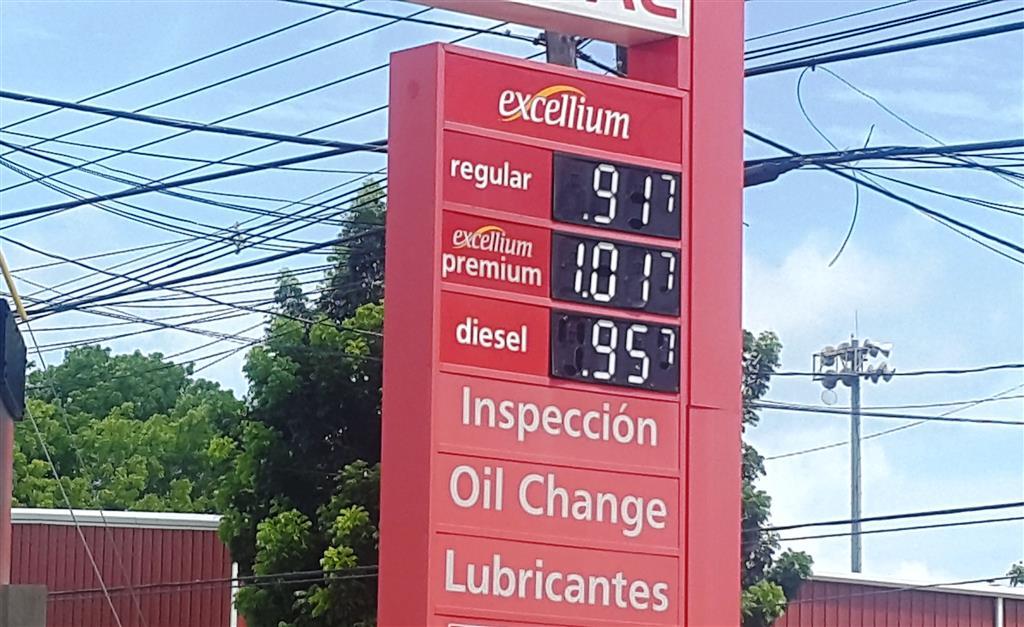 excellium
regular .917
excellium
premium 1.017
diesel .957
Inspección
Oil Change
Lubricantes